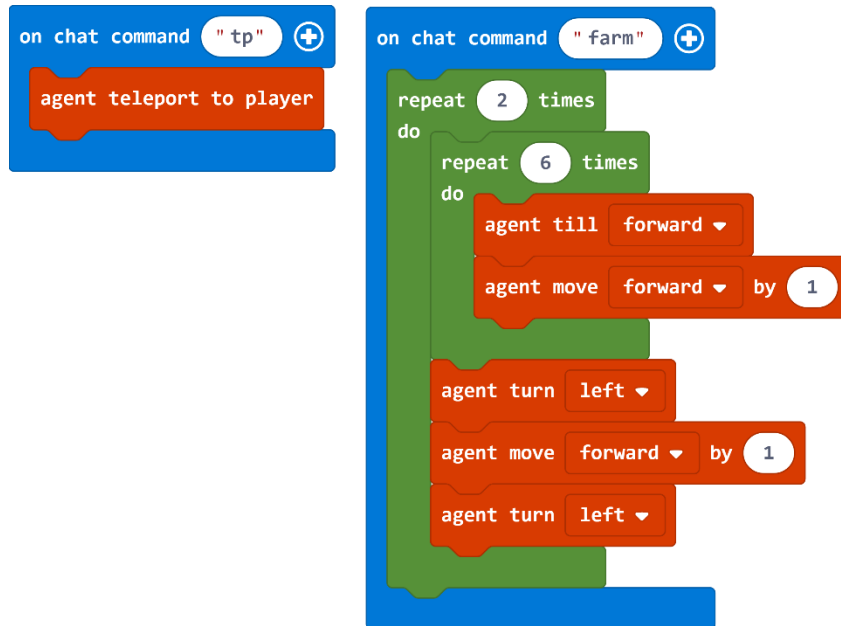 on chat command "tp"
agent teleport to player
on chat command "farm"
repeat 2 times
do
repeat 6 times
do
agent till forward
agent move forward by 1
agent turn left
agent move forward by 1
agent turn left